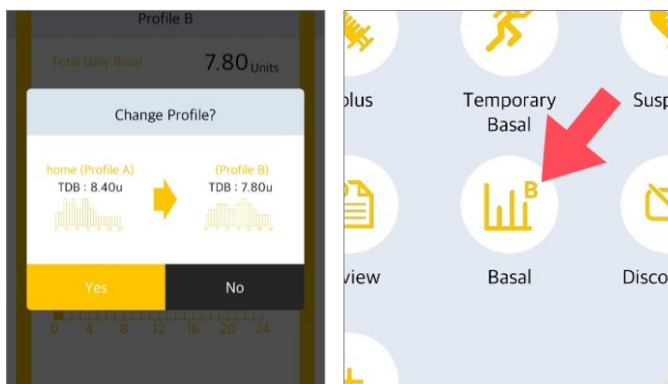 Profile B
Total Daily Basal 7.80 Units
Change Profile?
home (Profile A) (Profile B)
TDB : 8.40u TDB : 7.80u
Yes No
0 4 8 12 16 20 24
olus Temporary Susp
Basal
B
view Basal Disco